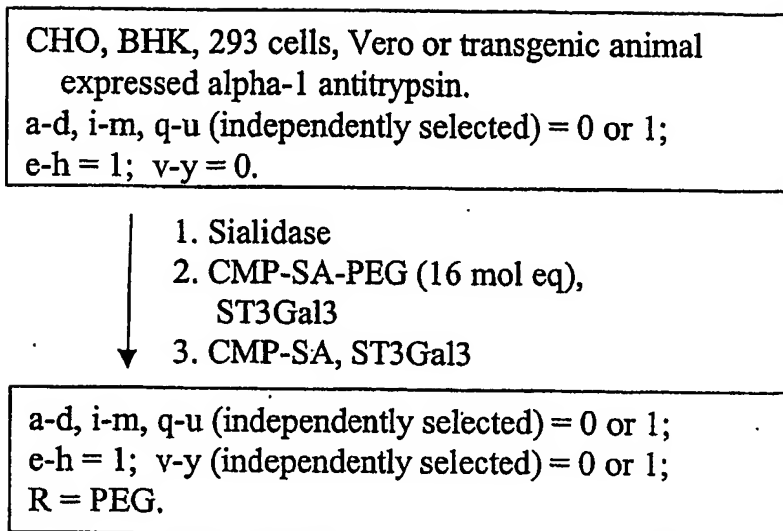 CHO, BHK, 293 cells, Vero or transgenic animal
expressed alpha-1 antitrypsin.
a-d, i-m, q-u (independently selected) = 0 or 1;
e-h = 1; v-y = 0.
1. Sialidase
2. CMP-SA-PEG (16 mol eq),
ST3Gal3
3. CMP-SA, ST3Gal3
a-d, i-m, q-u (independently selected) = 0 or 1;
e-h = 1; v-y (independently selected) = 0 or 1;
R = PEG.